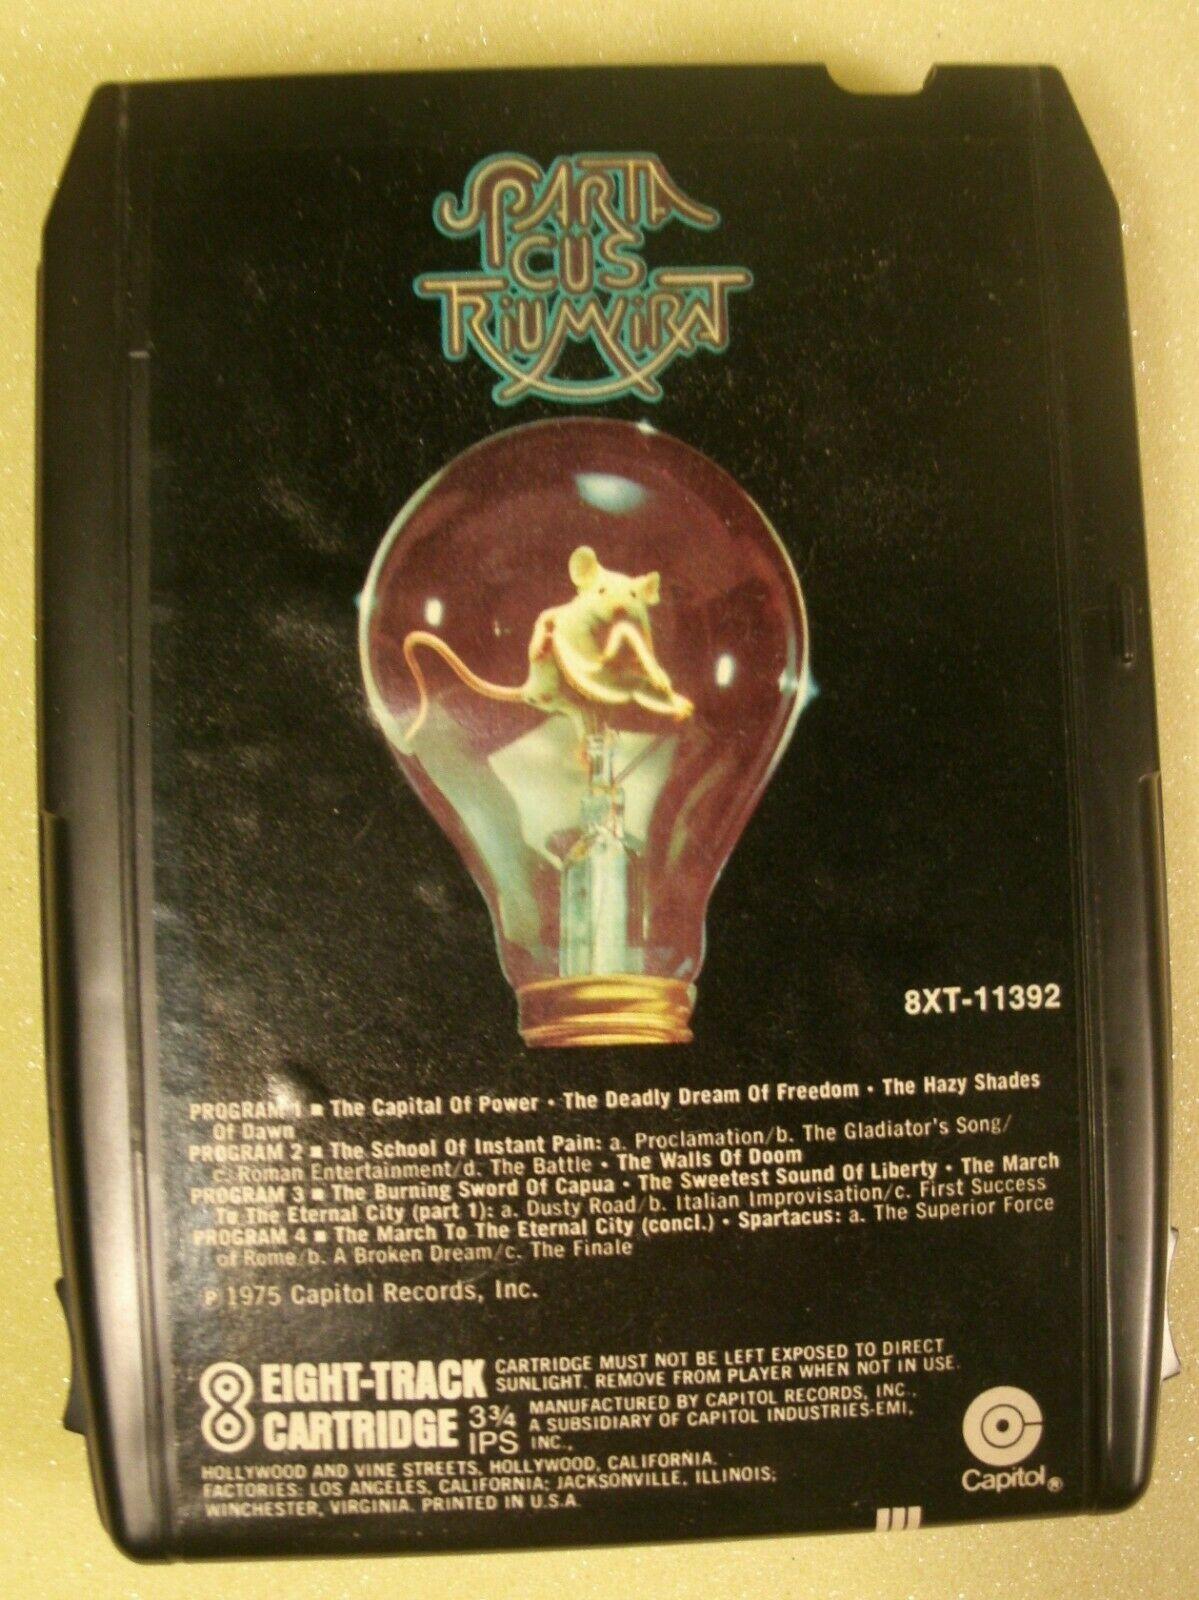 SPARTA
CUS
TRIUMVIRAT
8XT-11392
PROGRAM 1 ■ The Capital Of Power • The Deadly Dream Of Freedom • The Hazy Shades
Of Dawn
PROGRAM 2 ■ The School Of Instant Pain: a. Proclamation/b. The Gladiator's Song/
c. Roman Entertainment/d. The Battle • The Walls Of Doom
PROGRAM 3 ■ The Burning Sword Of Capua • The Sweetest Sound Of Liberty • The March
To The Eternal City (part 1): a. Dusty Road/b. Italian Improvisation/c. First Success
PROGRAM 4 ■ The March To The Eternal City (concl.) • Spartacus: a. The Superior Force
of Rome/b. A Broken Dream/c. The Finale
℗ 1975 Capitol Records, Inc.
8 EIGHT-TRACK
CARTRIDGE 3¾
IPS
CARTRIDGE MUST NOT BE LEFT EXPOSED TO DIRECT
SUNLIGHT. REMOVE FROM PLAYER WHEN NOT IN USE.
MANUFACTURED BY CAPITOL RECORDS, INC.,
A SUBSIDIARY OF CAPITOL INDUSTRIES-EMI,
INC.,
HOLLYWOOD AND VINE STREETS, HOLLYWOOD, CALIFORNIA.
FACTORIES: LOS ANGELES, CALIFORNIA; JACKSONVILLE, ILLINOIS;
WINCHESTER, VIRGINIA. PRINTED IN U.S.A.
Capitol®